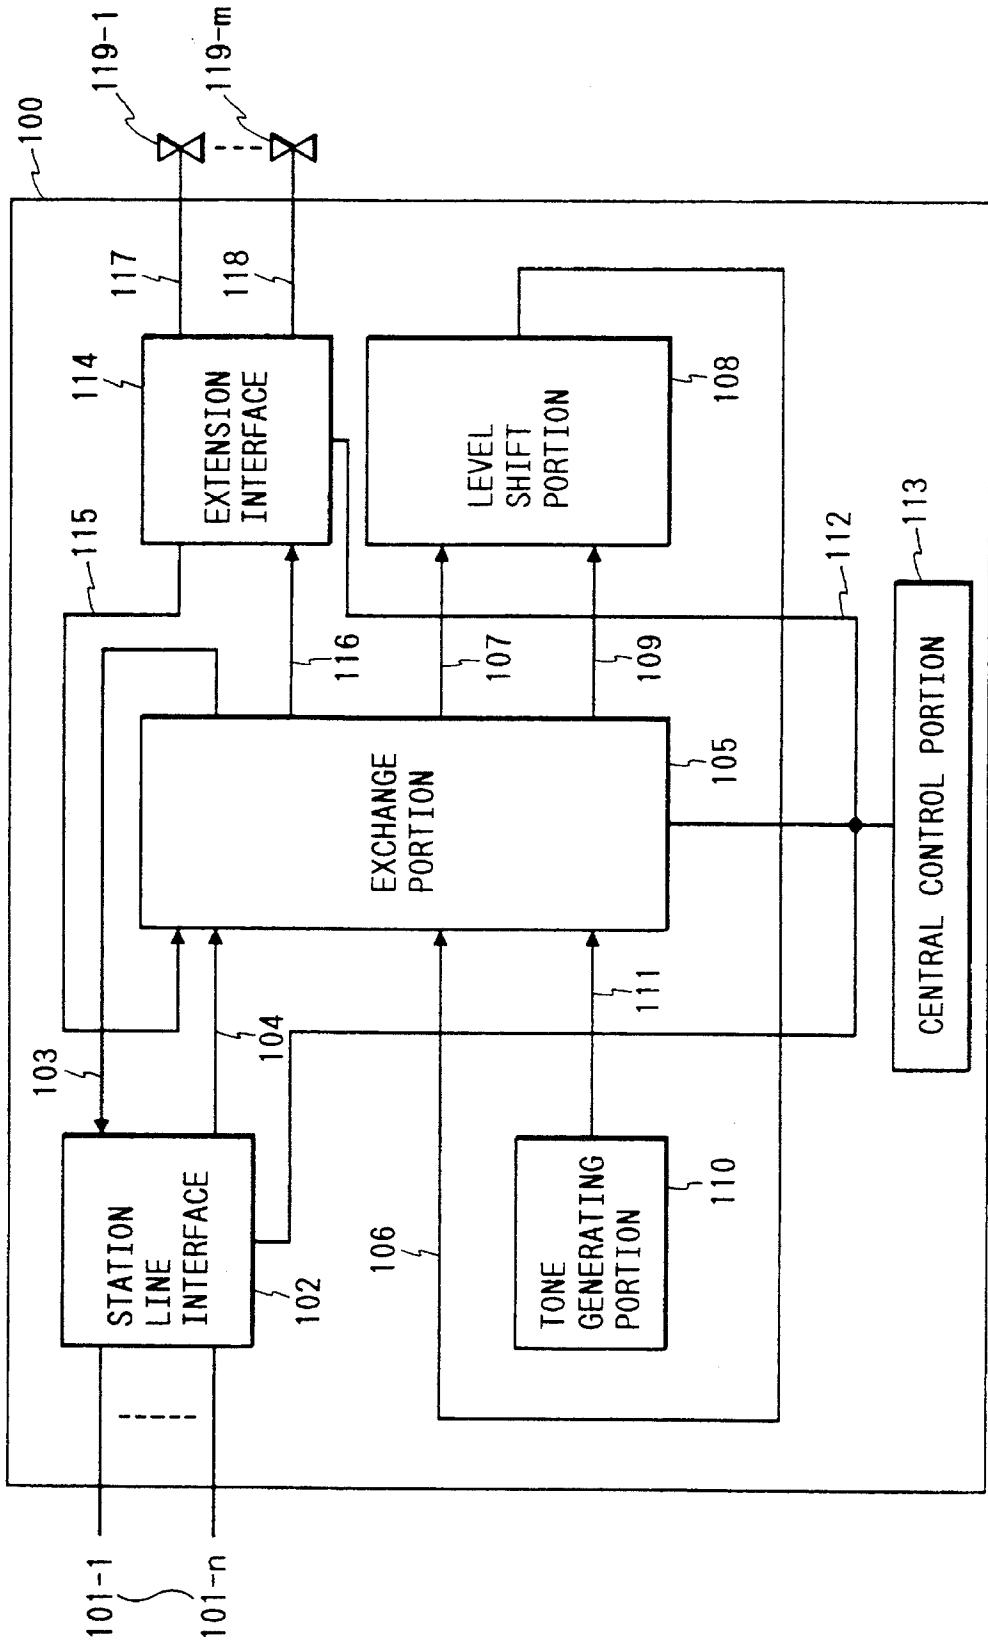 100
101-1
101-n
STATION
LINE
INTERFACE
102
103
104
115
EXTENSION
INTERFACE
114
117
118
119-1
119-m
116
EXCHANGE
PORTION
105
107
109
LEVEL
SHIFT
PORTION
108
106
TONE
GENERATING
PORTION
110
111
112
CENTRAL CONTROL PORTION
113